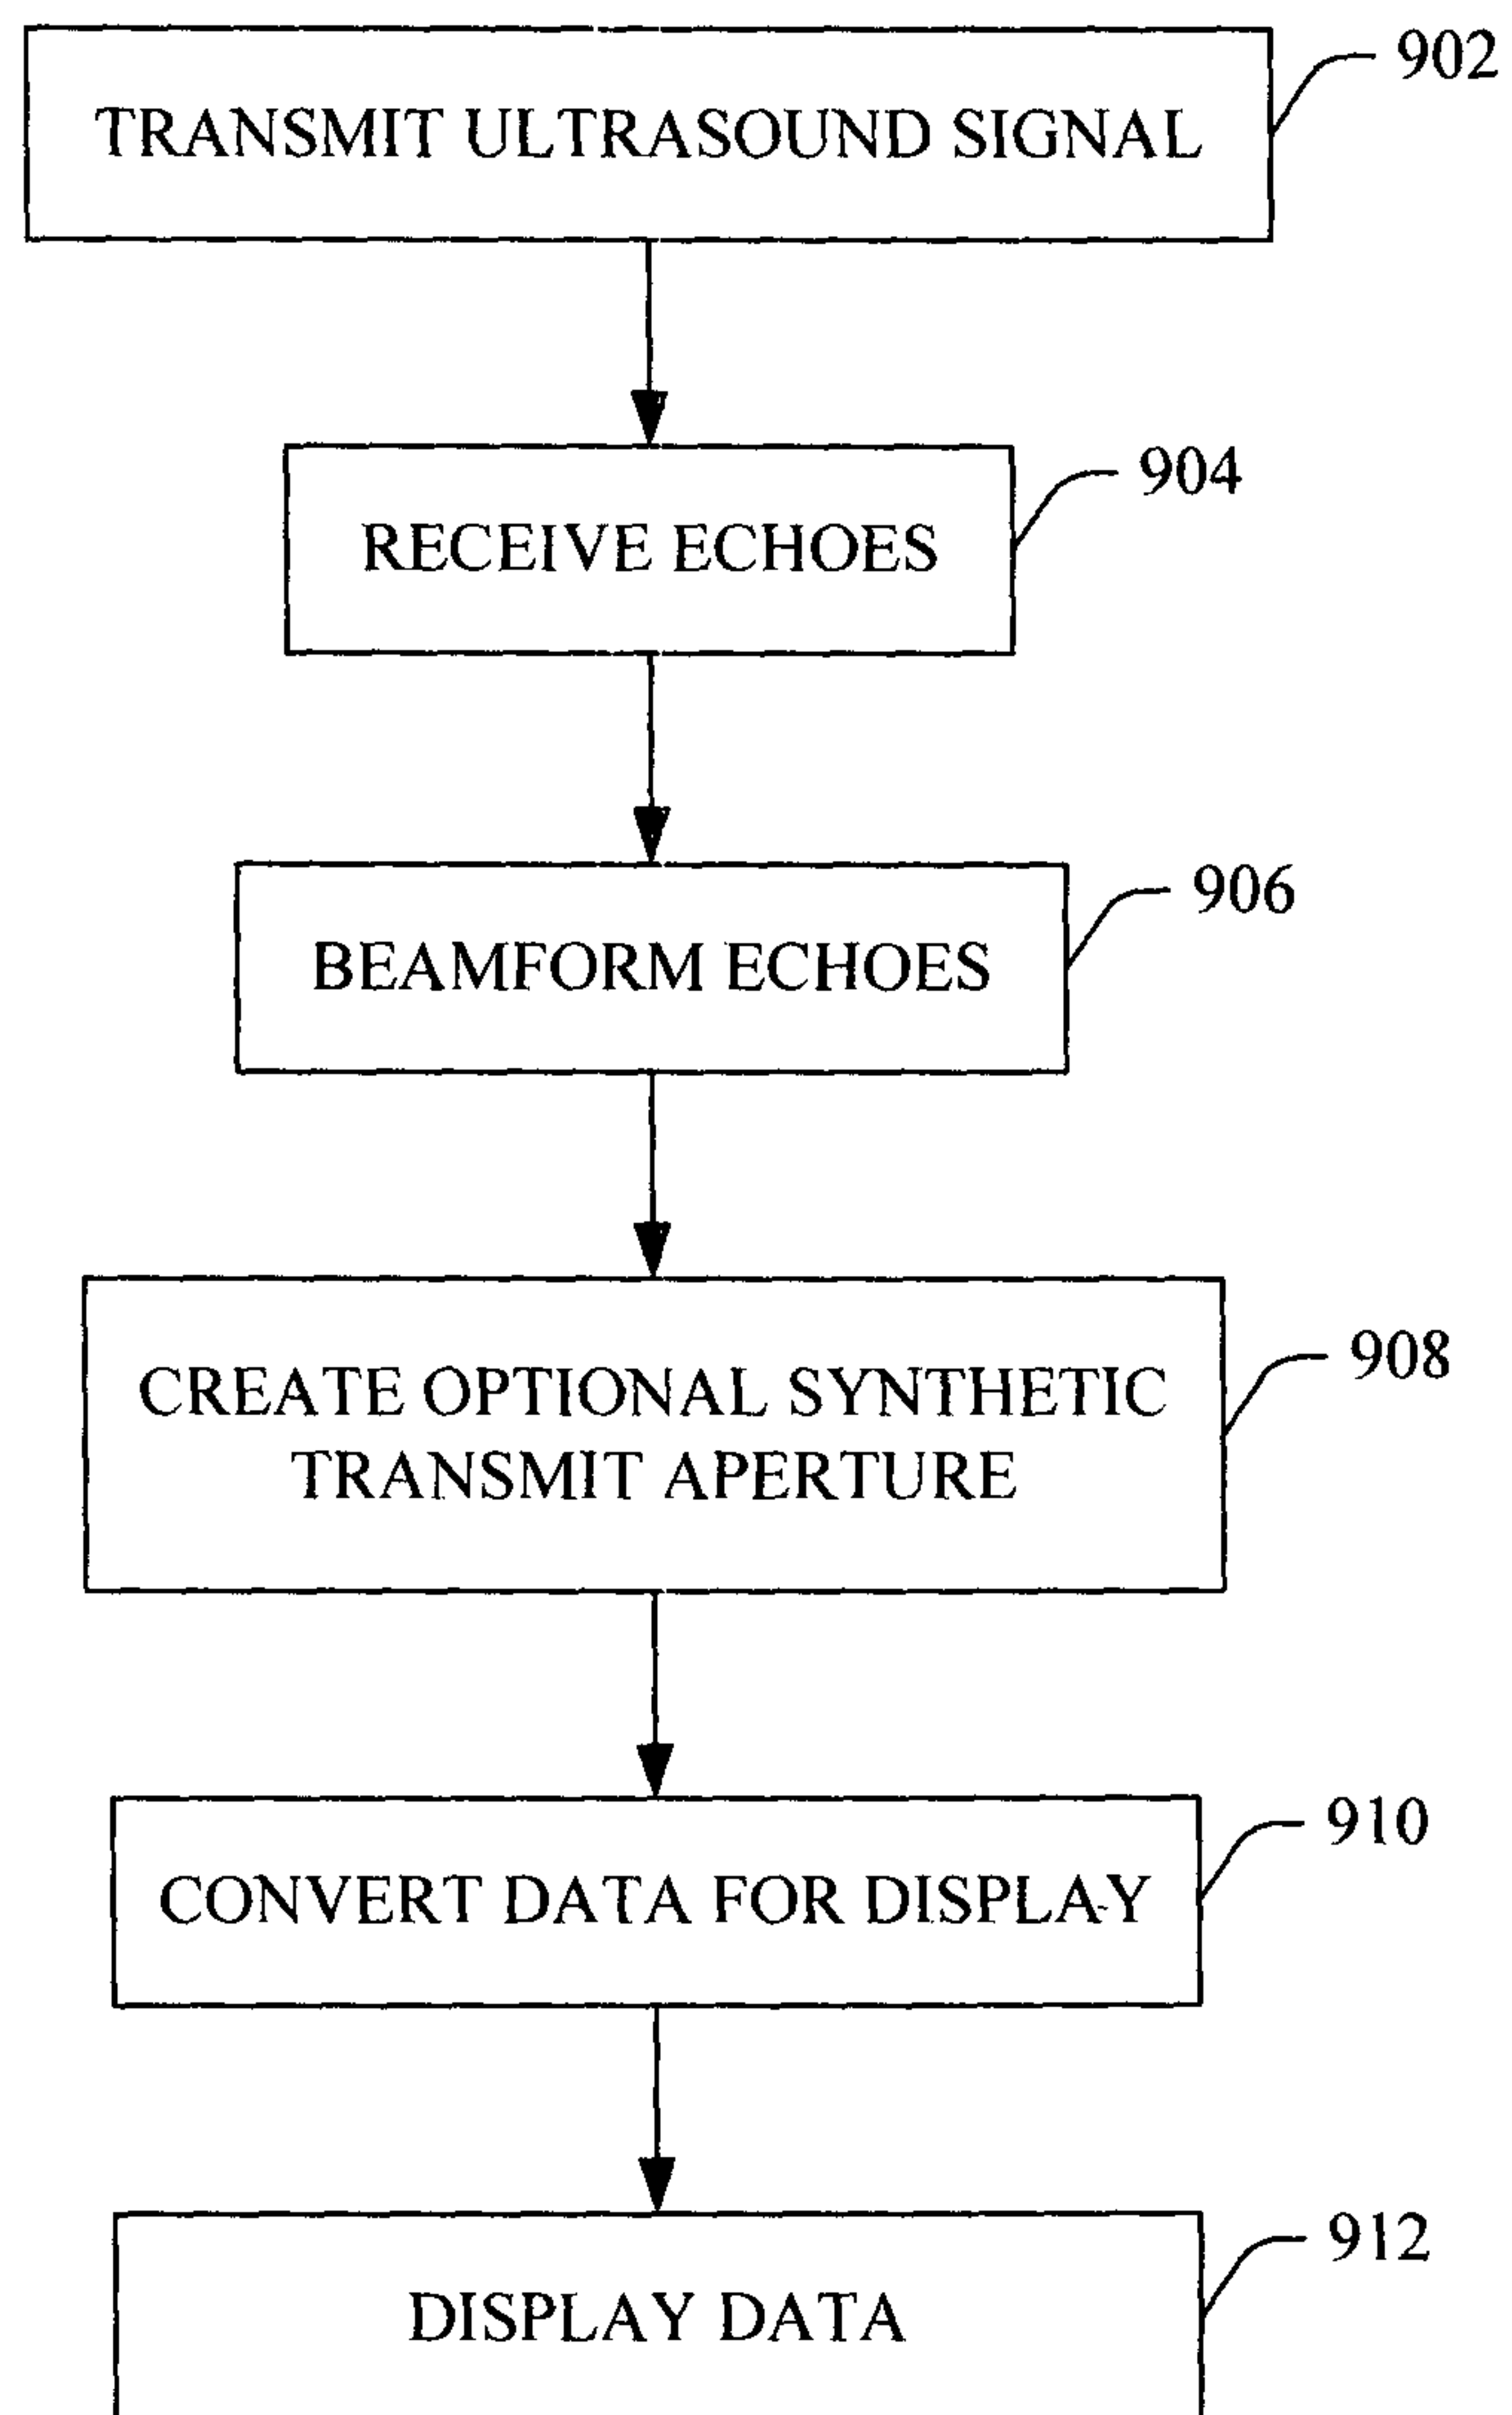 902
TRANSMIT ULTRASOUND SIGNAL
904
RECEIVE ECHOES
906
BEAMFORM ECHOES
908
CREATE OPTIONAL SYNTHETIC
TRANSMIT APERTURE
910
CONVERT DATA FOR DISPLAY
912
DISPLAY DATA